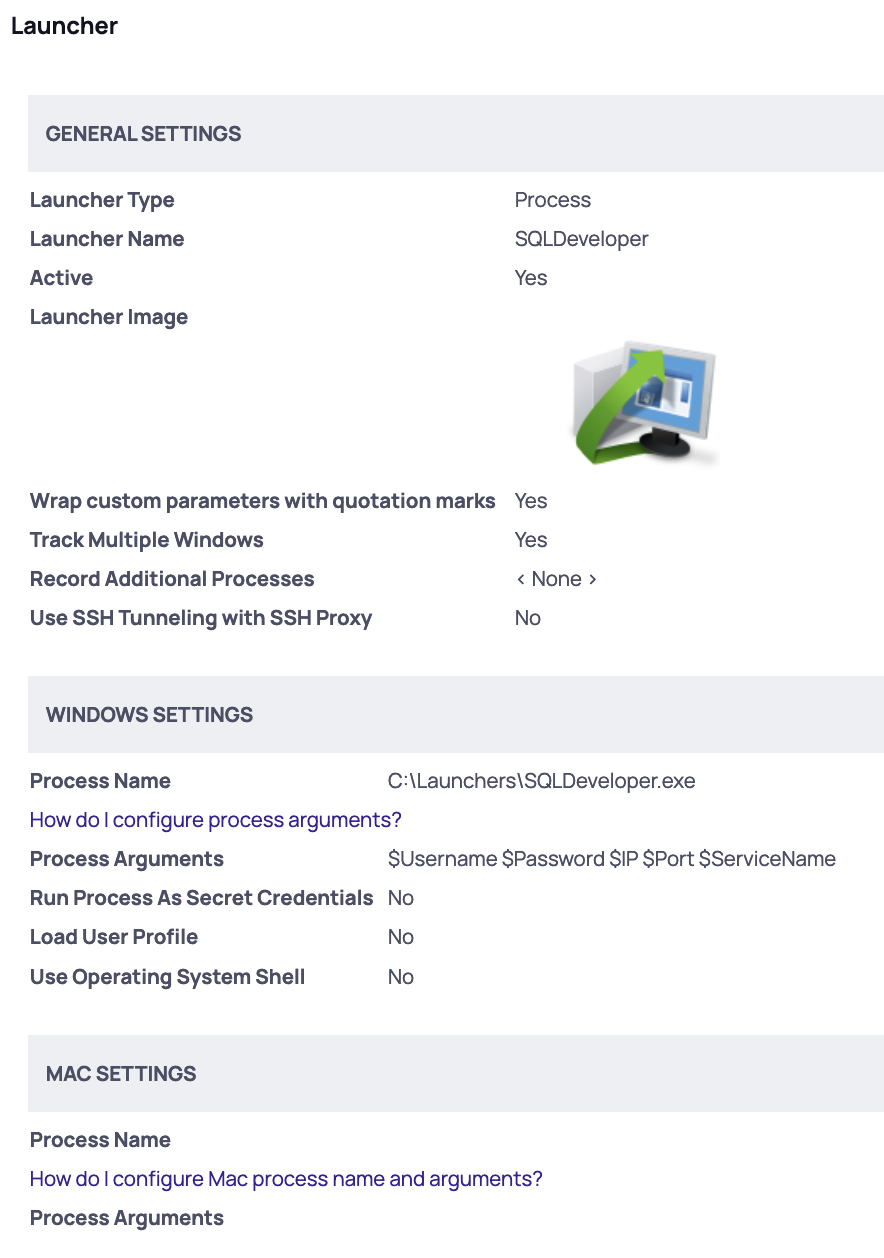 Launcher
GENERAL SETTINGS
Launcher Type Process
Launcher Name SQLDeveloper
Active Yes
Launcher Image
Wrap custom parameters with quotation marks Yes
Track Multiple Windows Yes
Record Additional Processes < None >
Use SSH Tunneling with SSH Proxy No
WINDOWS SETTINGS
Process Name C:\Launchers\SQLDeveloper.exe
How do I configure process arguments?
Process Arguments $Username $Password $IP $Port $ServiceName
Run Process As Secret Credentials No
Load User Profile No
Use Operating System Shell No
MAC SETTINGS
Process Name
How do I configure Mac process name and arguments?
Process Arguments